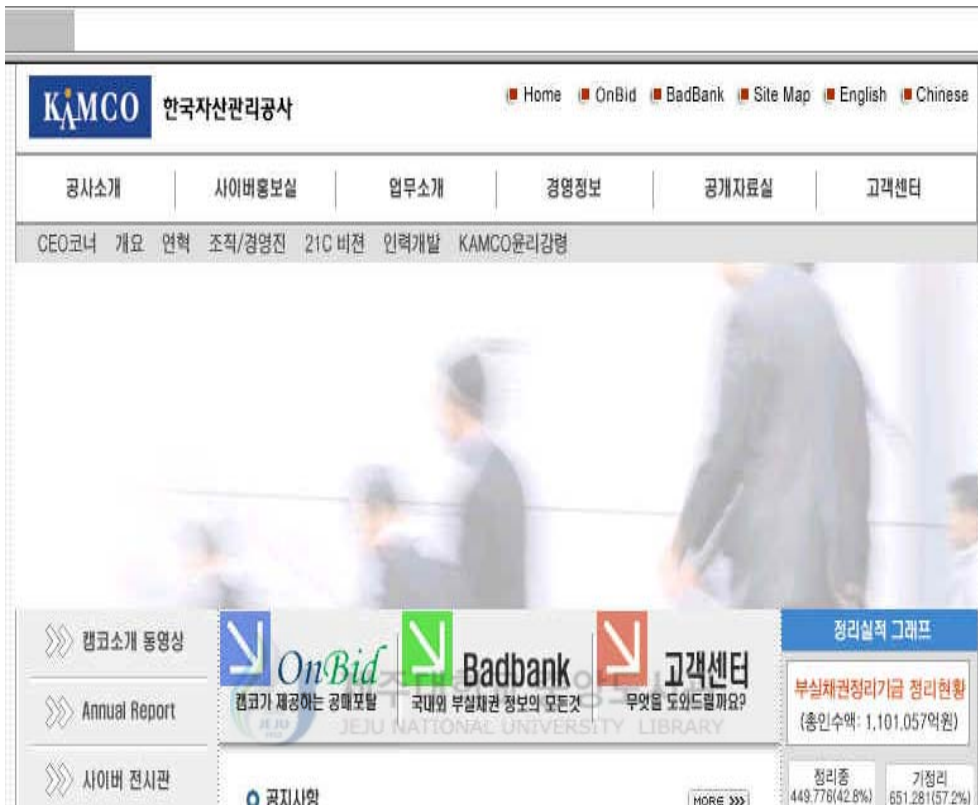 KAMCO 한국자산관리공사
Home OnBid BadBank Site Map English Chinese
공사소개 사이버홍보실 업무소개 경영정보 공개자료실 고객센터
CEO코너 개요 연혁 조직/경영진 21C 비젼 인력개발 KAMCO윤리강령
캠코소개 동영상
Annual Report
사이버 전시관
OnBid
캠코가 제공하는 공매포탈
Badbank
국내외 부실채권 정보의 모든것
고객센터
무엇을 도와드릴까요?
JEJU
JEJU NATIONAL UNIVERSITY LIBRARY
공지사항 MORE
정리실적 그래프
부실채권정리기금 정리현황
(총인수액: 1,101,057억원)
정리중 기정리
449,776(42.8%) 651,281(57.2%)